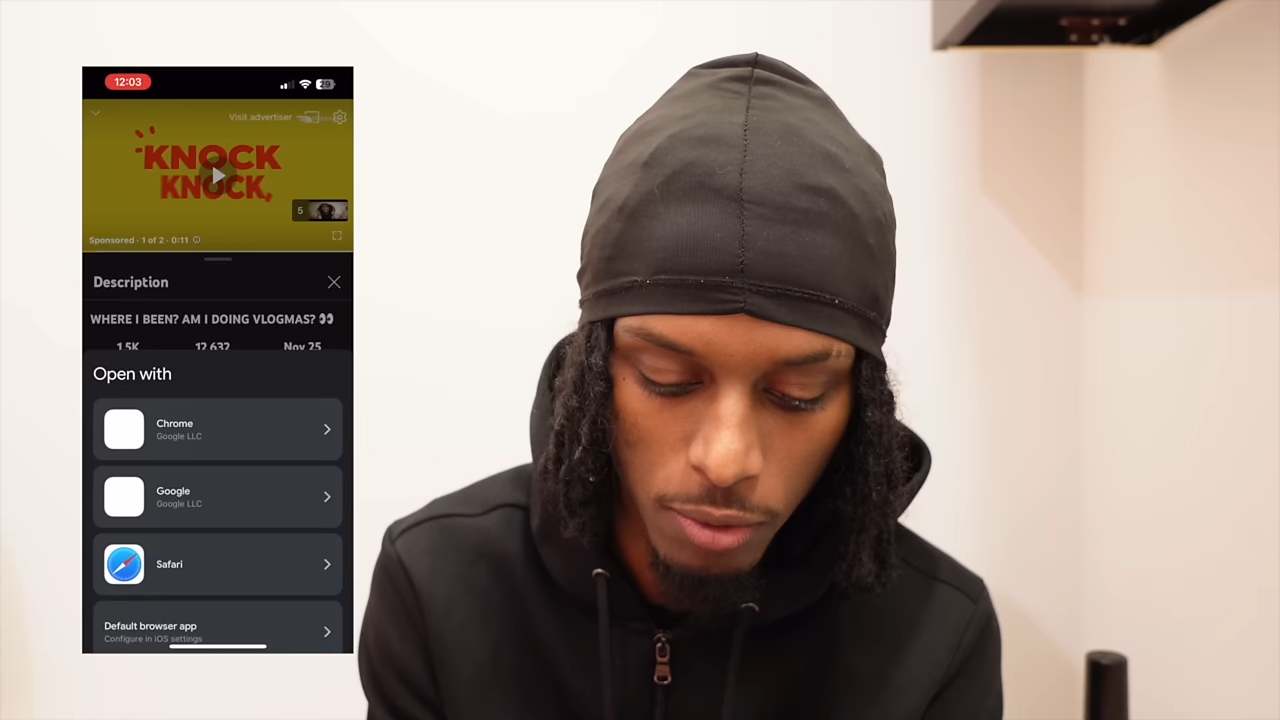 12:03
29
Visit advertiser
KNOCK
KNOCK,
5
Sponsored · 1 of 2 · 0:11
Description
WHERE I BEEN? AM I DOING VLOGMAS? 👀
1.5K 12,632 Nov 25
Open with
Chrome
Google LLC
Google
Google LLC
Safari
Default browser app
Configure in iOS settings